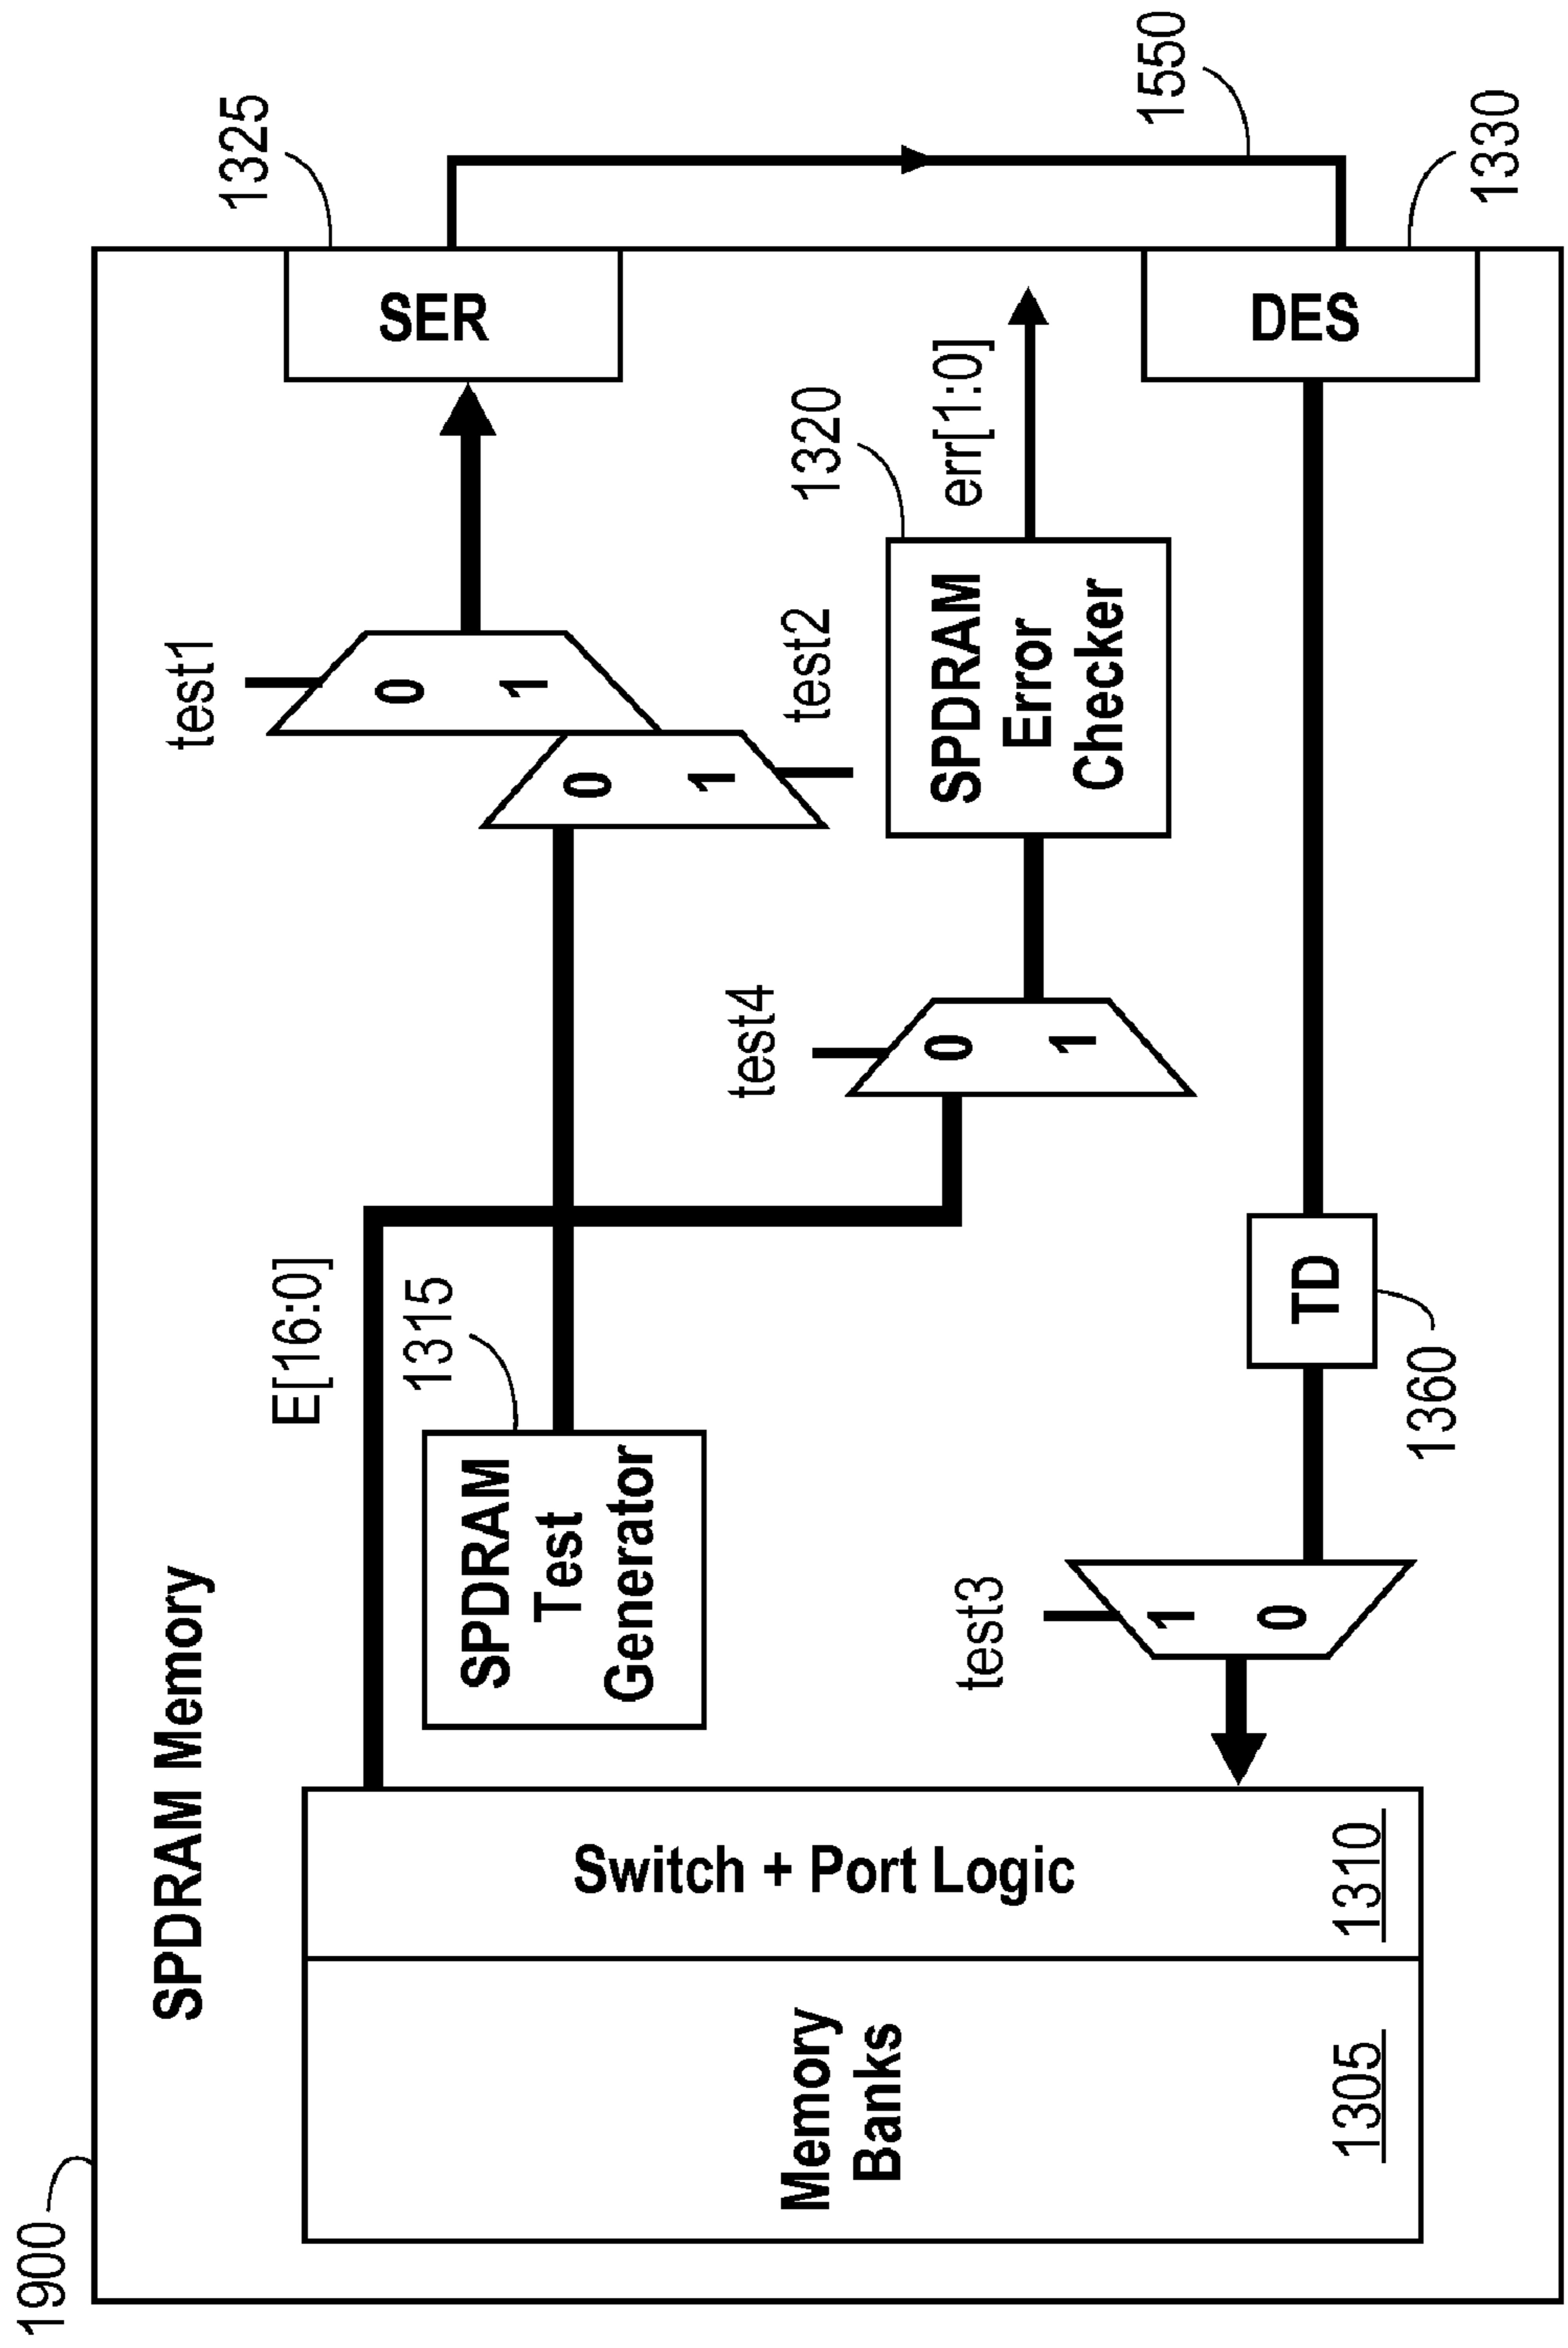 1900
SPDRAM Memory
Memory
Banks
1305
Switch + Port Logic
1310
E[16:0]
1315
SPDRAM
Test
Generator
test3
1
0
TD
1360
test4
0
1
test1
0
1
0
1
test2
SPDRAM
Error
Checker
1320
err[1:0]
SER
1325
DES
1330
1550